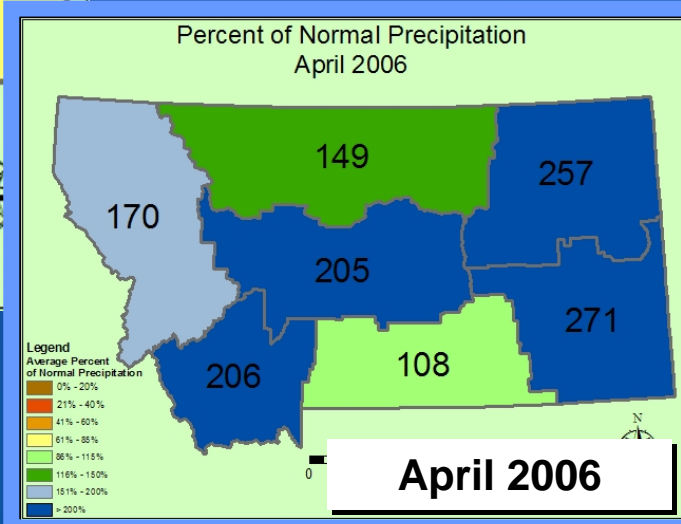 Percent of Normal Precipitation
April 2006
149
257
170
205
271
206
108
Legend
Average Percent
of Normal Precipitation
0% - 20%
21% - 40%
41% - 60%
61% - 85%
86% - 115%
116% - 150%
151% - 200%
> 200%
0
N
April 2006